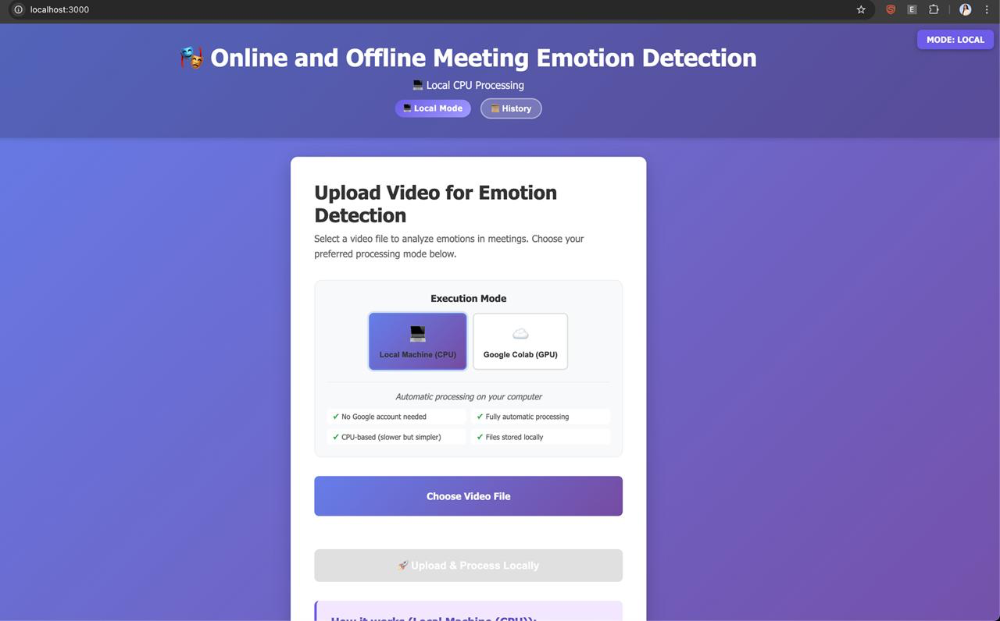 localhost:3000
E
MODE: LOCAL
Online and Offline Meeting Emotion Detection
Local CPU Processing
Local Mode
History
Upload Video for Emotion
Detection
Select a video file to analyze emotions in meetings. Choose your
preferred processing mode below.
Execution Mode
Local Machine (CPU)
Google Colab (GPU)
Automatic processing on your computer
✔ No Google account needed
✔ Fully automatic processing
✔ CPU-based (slower but simpler)
✔ Files stored locally
Choose Video File
Upload & Process Locally
How it works (Local Machine (CPU)):